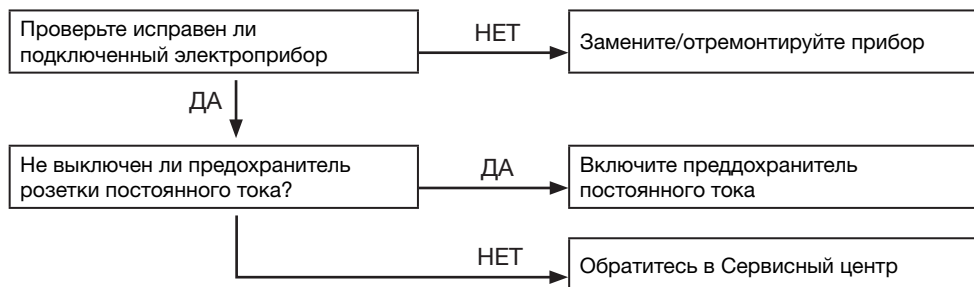 Проверьте исправен ли
подключенный электроприбор
НЕТ
Замените/отремонтируйте прибор
ДА
Не выключен ли предохранитель
розетки постоянного тока?
ДА
Включите преддохранитель
постоянного тока
НЕТ
Обратитесь в Сервисный центр